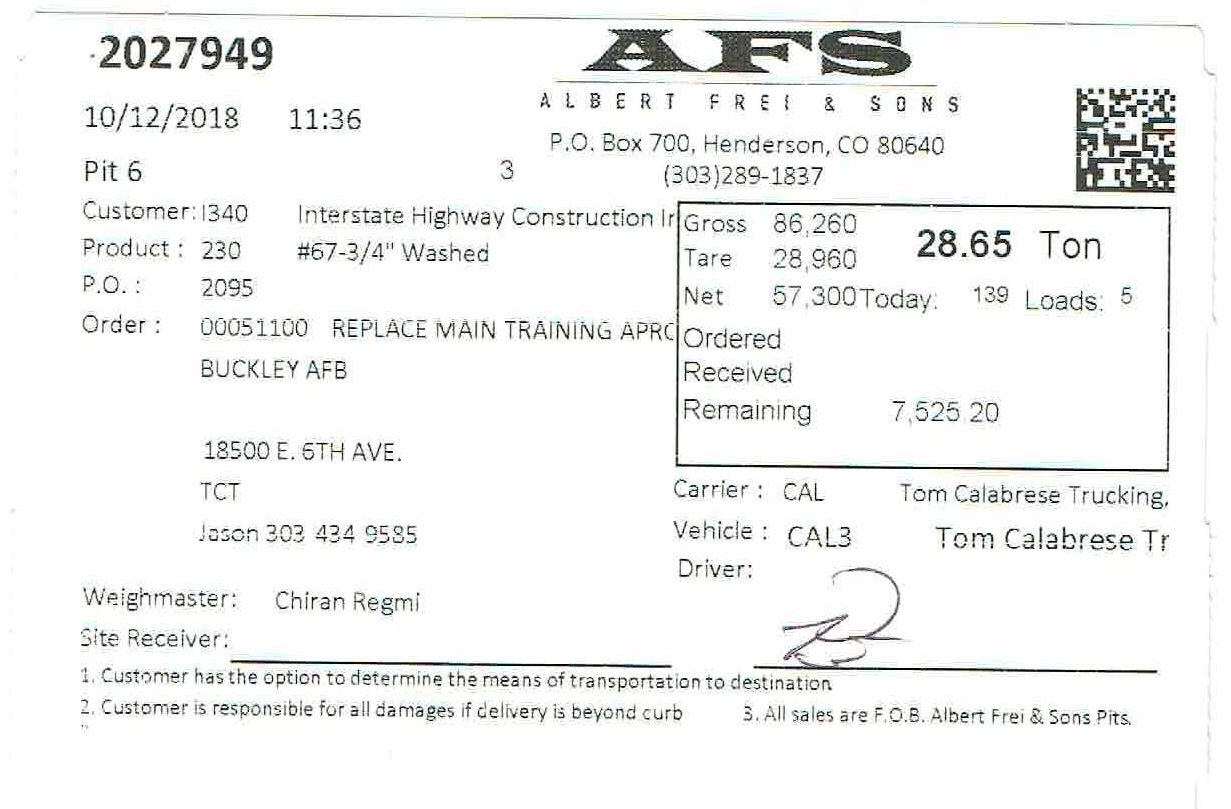 2027949
AFS
ALBERT FREI & SONS
10/12/2018 11:36
P.O. Box 700, Henderson, CO 80640
Pit 6 3 (303)289-1837
Customer: I340 Interstate Highway Construction Ir
Product : 230 #67-3/4" Washed
P.O. : 2095
Order : 00051100 REPLACE MAIN TRAINING APRO
BUCKLEY AFB
18500 E. 6TH AVE.
TCT
Jason 303 434 9585
Gross 86,260 28.65 Ton
Tare 28,960
Net 57,300 Today: 139 Loads: 5
Ordered
Received
Remaining 7,525.20
Carrier : CAL Tom Calabrese Trucking,
Vehicle : CAL3 Tom Calabrese Tr
Driver:
Weighmaster: Chiran Regmi
Site Receiver:
1. Customer has the option to determine the means of transportation to destination
2. Customer is responsible for all damages if delivery is beyond curb 3. All sales are F.O.B. Albert Frei & Sons Pits.